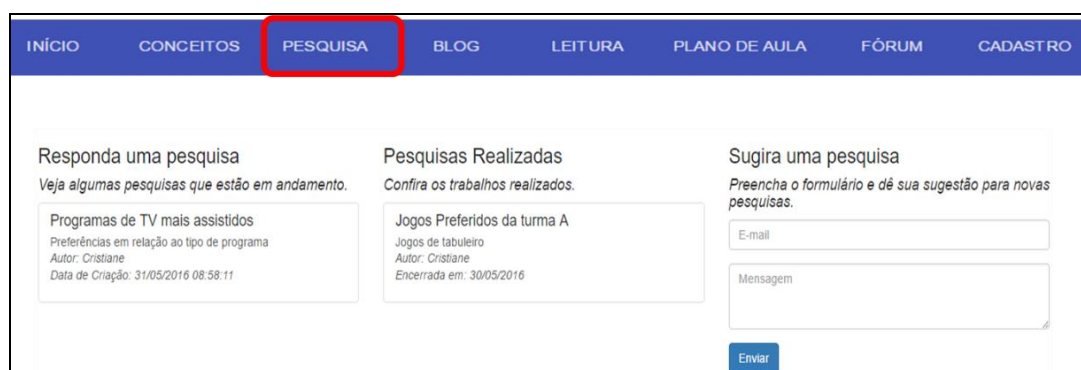 INÍCIO CONCEITOS PESQUISA BLOG LEITURA PLANO DE AULA FÓRUM CADASTRO
Responda uma pesquisa
Veja algumas pesquisas que estão em andamento.
Programas de TV mais assistidos
Preferências em relação ao tipo de programa
Autor: Cristiane
Data de Criação: 31/05/2016 08:58:11
Pesquisas Realizadas
Confira os trabalhos realizados.
Jogos Preferidos da turma A
Jogos de tabuleiro
Autor: Cristiane
Encerrada em: 30/05/2016
Sugira uma pesquisa
Preencha o formulário e dê sua sugestão para novas
pesquisas.
E-mail
Mensagem
Enviar